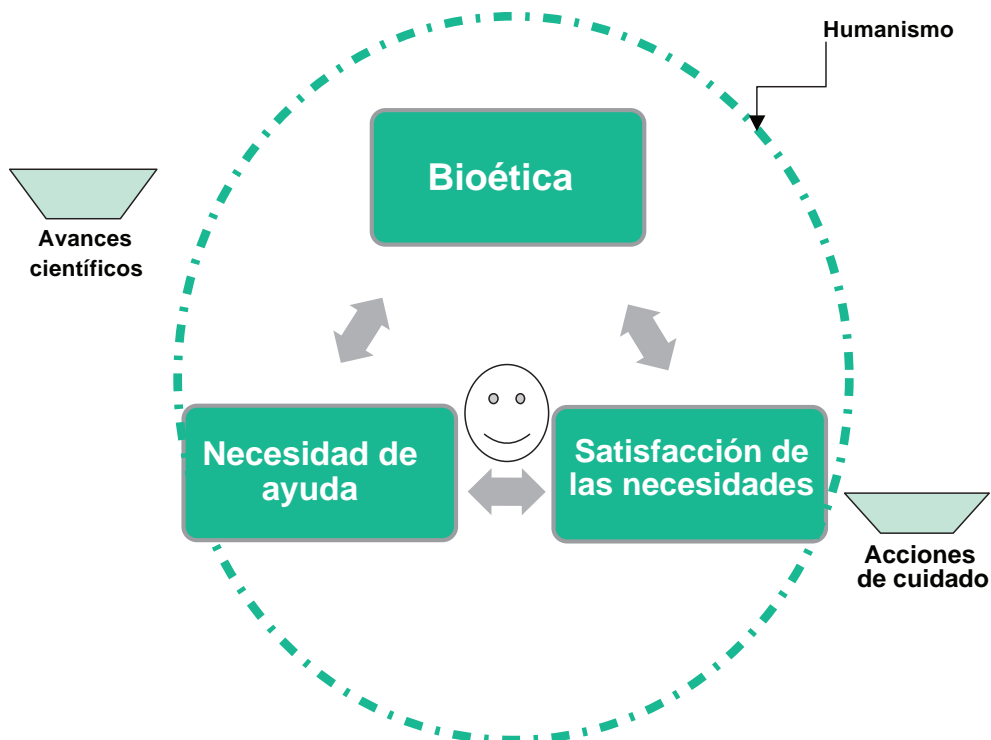 Humanismo
Bioética
Avances
científicos
Necesidad de
ayuda
Satisfacción de
las necesidades
Acciones
de cuidado